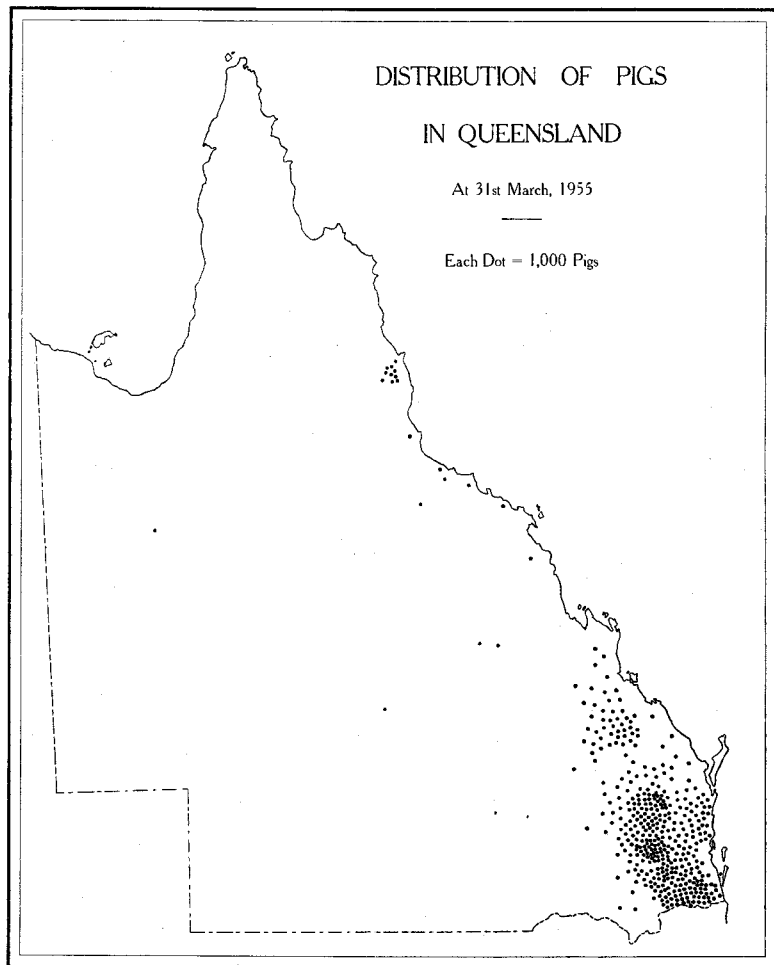 DISTRIBUTION OF PIGS
IN QUEENSLAND
At 31st March, 1955
Each Dot = 1,000 Pigs